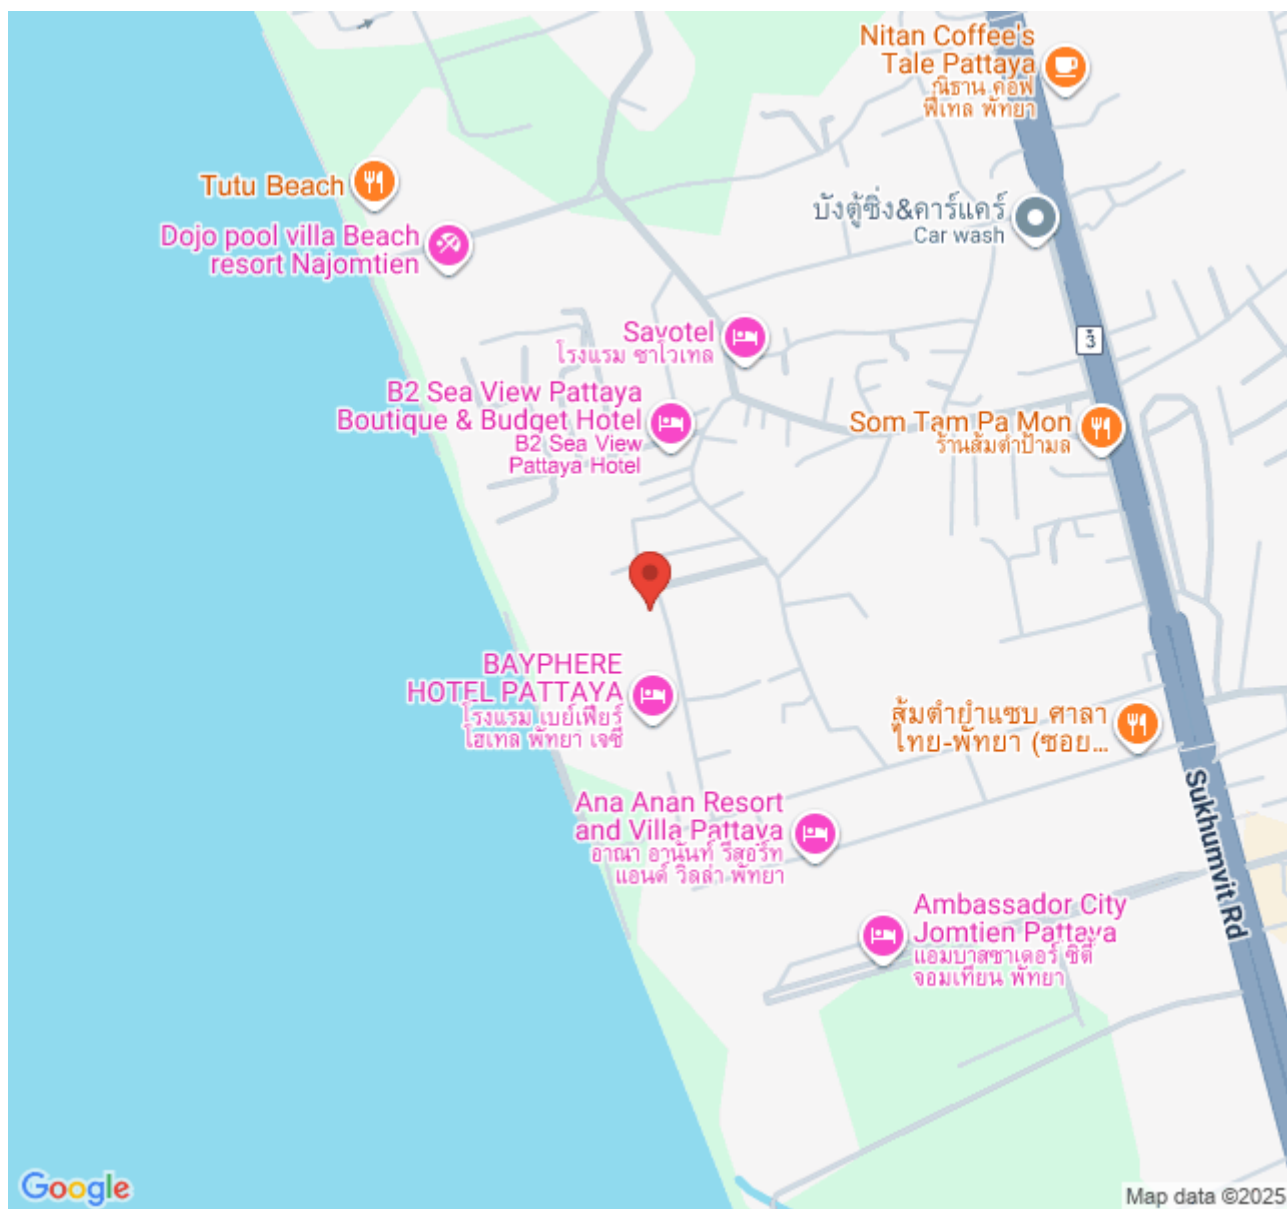 Nitan Coffee's
Tale Pattaya
ณิธาน คอฟ
ฟี่เทล พัทยา
Tutu Beach
บังตู้ซิ่ง&คาร์แคร์
Car wash
Dojo pool villa Beach
resort Najomtien
Savotel
โรงแรม ซาโวเทล
3
B2 Sea View Pattaya
Boutique & Budget Hotel
B2 Sea View
Pattaya Hotel
Som Tam Pa Mon
ร้านส้มตำป้ามล
BAYPHERE
HOTEL PATTAYA
โรงแรม เบย์เฟียร์
โฮเทล พัทยา เจซี
ส้มตำยำแซบ ศาลา
ไทย-พัทยา (ซอย...
Sukhumvit Rd
Ana Anan Resort
and Villa Pattaya
อาณา อานันท์ รีสอร์ท
แอนด์ วิลล่า พัทยา
Ambassador City
Jomtien Pattaya
แอมบาสซาเดอร์ ซิตี้
จอมเทียน พัทยา
Google
Map data ©2025